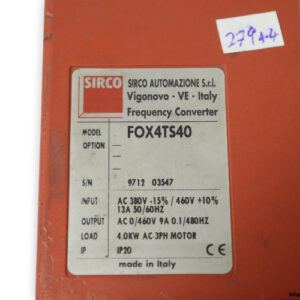 279 A-4
SIRCO
SIRCO AUTOMAZIONE S.r.l.
Vigonovo - VE - Italy
Frequency Converter
MODEL FOX4TS40
OPTION -
-
-
S/N 9712 03547
INPUT AC 380V -15% / 460V +10%
13A 50/60HZ
OUTPUT AC 0/460V 9A 0.1/480HZ
LOAD 4.0KW AC-3PH MOTOR
IP IP20 CE
made in Italy